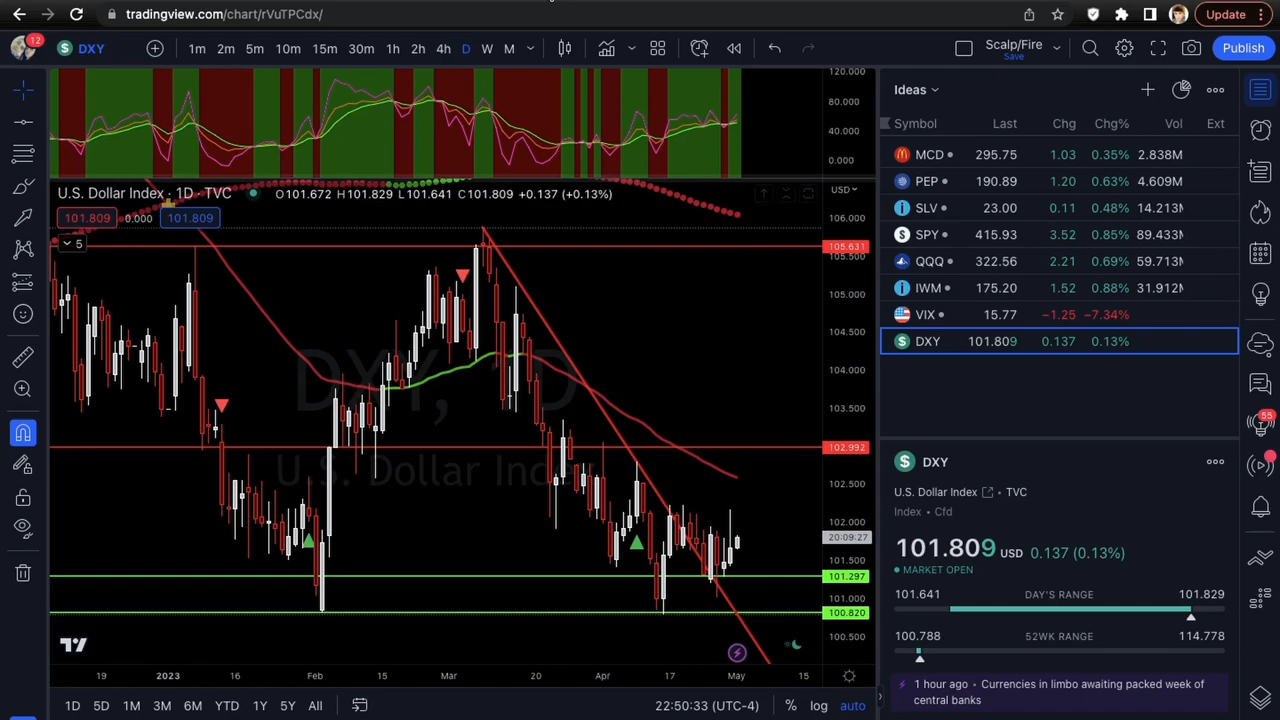 tradingview.com/chart/rVuTPCdx/
Update
12
DXY
1m 2m 5m 10m 15m 30m 1h 2h 4h D W M
Scalp/Fire
Save
Publish
120.000
80.000
40.000
0.000
U.S. Dollar Index · 1D · TVC
O101.672 H101.829 L101.641 C101.809 +0.137 (+0.13%)
USD
101.809 0.000 101.809
5
106.000
105.631
105.500
105.000
104.500
104.000
103.500
102.992
102.500
102.000
20:09:27
101.500
101.297
101.000
100.820
100.500
DXY, 1D
U.S. Dollar Index
19 2023 16 Feb 15 Mar 20 Apr 17 May 15
1D 5D 1M 3M 6M YTD 1Y 5Y All
22:50:33 (UTC-4) % log auto
Ideas
Symbol Last Chg Chg% Vol Ext
MCD 295.75 1.03 0.35% 2.838M
PEP 190.89 1.20 0.63% 4.609M
SLV 23.00 0.11 0.48% 14.213M
SPY 415.93 3.52 0.85% 89.433M
QQQ 322.56 2.21 0.69% 59.713M
IWM 175.20 1.52 0.88% 31.912M
VIX 15.77 −1.25 −7.34%
DXY 101.809 0.137 0.13%
DXY
U.S. Dollar Index · TVC
Index · Cfd
101.809 USD 0.137 (0.13%)
MARKET OPEN
101.641 DAY'S RANGE 101.829
100.788 52WK RANGE 114.778
1 hour ago · Currencies in limbo awaiting packed week of
central banks
55